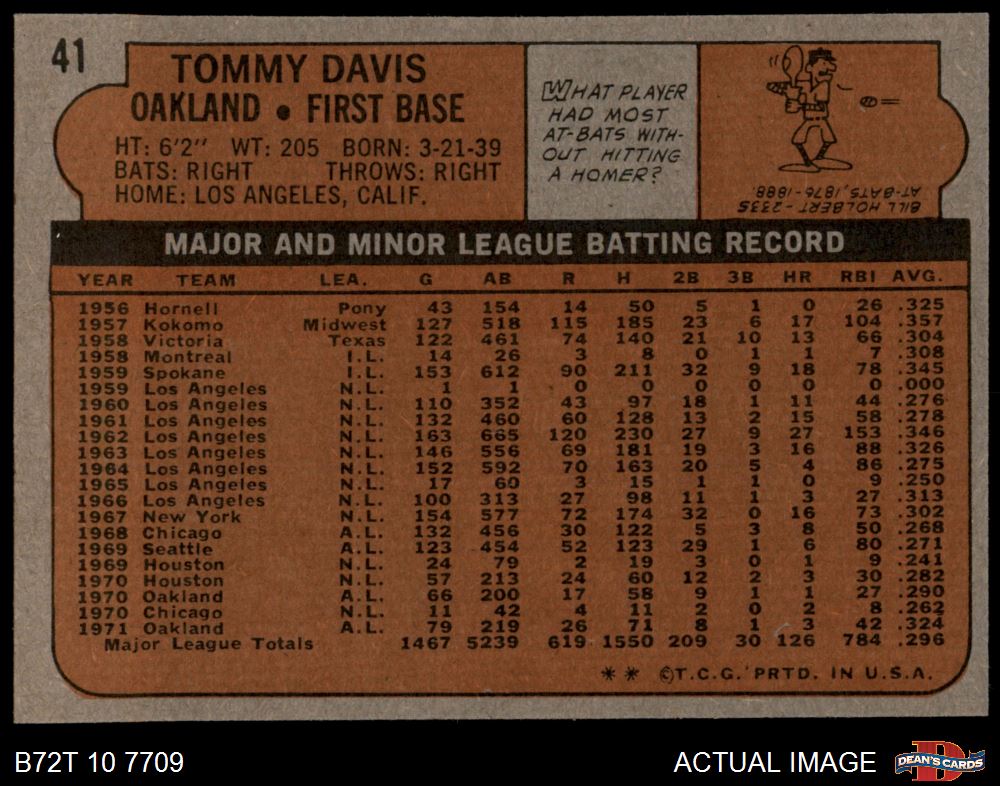 41
TOMMY DAVIS
OAKLAND • FIRST BASE
HT: 6'2" WT: 205 BORN: 3-21-39
BATS: RIGHT THROWS: RIGHT
HOME: LOS ANGELES, CALIF.
WHAT PLAYER
HAD MOST
AT-BATS WITH-
OUT HITTING
A HOMER?
BILL HOLBERT - 2335
AT-BATS, 1876-1888.
MAJOR AND MINOR LEAGUE BATTING RECORD
YEAR TEAM LEA. G AB R H 2B 3B HR RBI AVG.
1956 Hornell Pony 43 154 14 50 5 1 0 26 .325
1957 Kokomo Midwest 127 518 115 185 23 6 17 104 .357
1958 Victoria Texas 122 461 74 140 21 10 13 66 .304
1958 Montreal I.L. 14 26 3 8 0 1 1 7 .308
1959 Spokane I.L. 153 612 90 211 32 9 18 78 .345
1959 Los Angeles N.L. 1 1 0 0 0 0 0 0 .000
1960 Los Angeles N.L. 110 352 43 97 18 1 11 44 .276
1961 Los Angeles N.L. 132 460 60 128 13 2 15 58 .278
1962 Los Angeles N.L. 163 665 120 230 27 9 27 153 .346
1963 Los Angeles N.L. 146 556 69 181 19 3 16 88 .326
1964 Los Angeles N.L. 152 592 70 163 20 5 4 86 .275
1965 Los Angeles N.L. 17 60 3 15 1 1 0 9 .250
1966 Los Angeles N.L. 100 313 27 98 11 1 3 27 .313
1967 New York N.L. 154 577 72 174 32 0 16 73 .302
1968 Chicago A.L. 132 456 30 122 5 3 8 50 .268
1969 Seattle A.L. 123 454 52 123 29 1 6 80 .271
1969 Houston N.L. 24 79 2 19 3 0 1 9 .241
1970 Houston N.L. 57 213 24 60 12 2 3 30 .282
1970 Oakland A.L. 66 200 17 58 9 1 1 27 .290
1970 Chicago N.L. 11 42 4 11 2 0 2 8 .262
1971 Oakland A.L. 79 219 26 71 8 1 3 42 .324
Major League Totals 1467 5239 619 1550 209 30 126 784 .296
** ©T.C.G. PRTD. IN U.S.A.
B72T 10 7709
ACTUAL IMAGE
DEAN'S CARDS